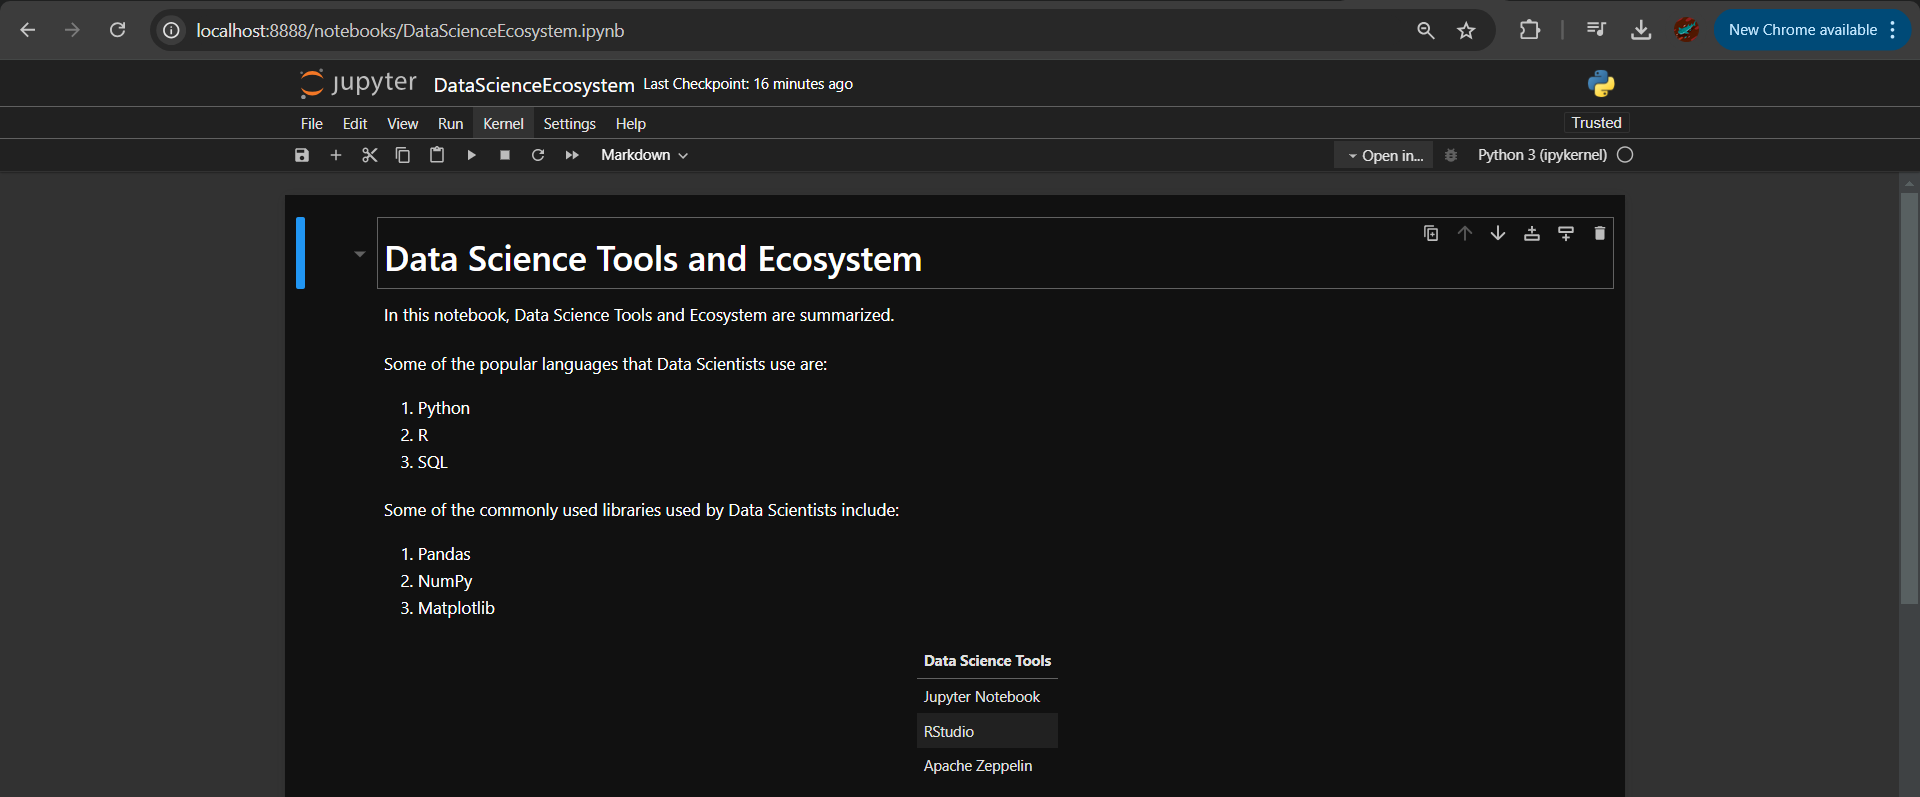 localhost:8888/notebooks/DataScienceEcosystem.ipynb
New Chrome available
jupyter DataScienceEcosystem Last Checkpoint: 16 minutes ago
File Edit View Run Kernel Settings Help
Trusted
Markdown
Open in...
Python 3 (ipykernel)
Data Science Tools and Ecosystem
In this notebook, Data Science Tools and Ecosystem are summarized.
Some of the popular languages that Data Scientists use are:
1. Python
2. R
3. SQL
Some of the commonly used libraries used by Data Scientists include:
1. Pandas
2. NumPy
3. Matplotlib
Data Science Tools
Jupyter Notebook
RStudio
Apache Zeppelin